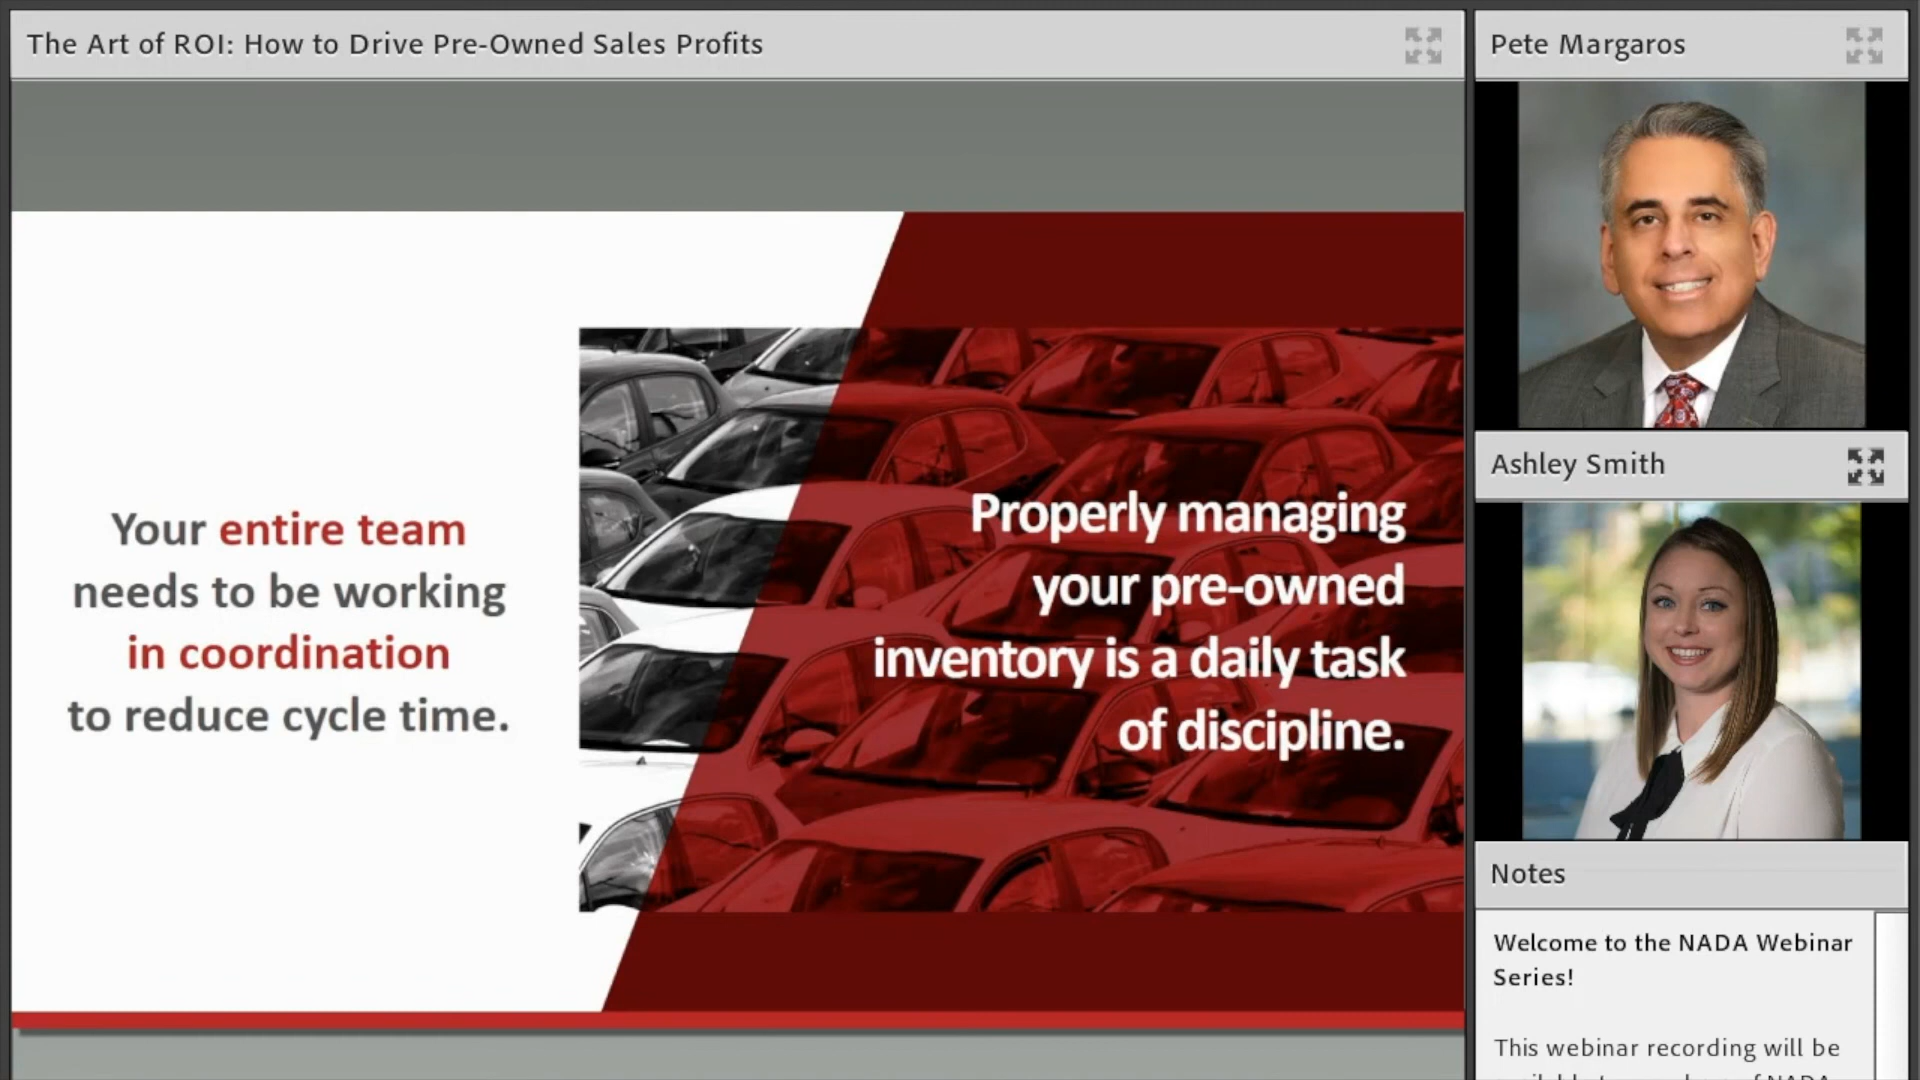 The Art of ROI: How to Drive Pre-Owned Sales Profits
Your entire team
needs to be working
in coordination
to reduce cycle time.
Properly managing
your pre-owned
inventory is a daily task
of discipline.
Pete Margaros
Ashley Smith
Notes
Welcome to the NADA Webinar
Series!
This webinar recording will be